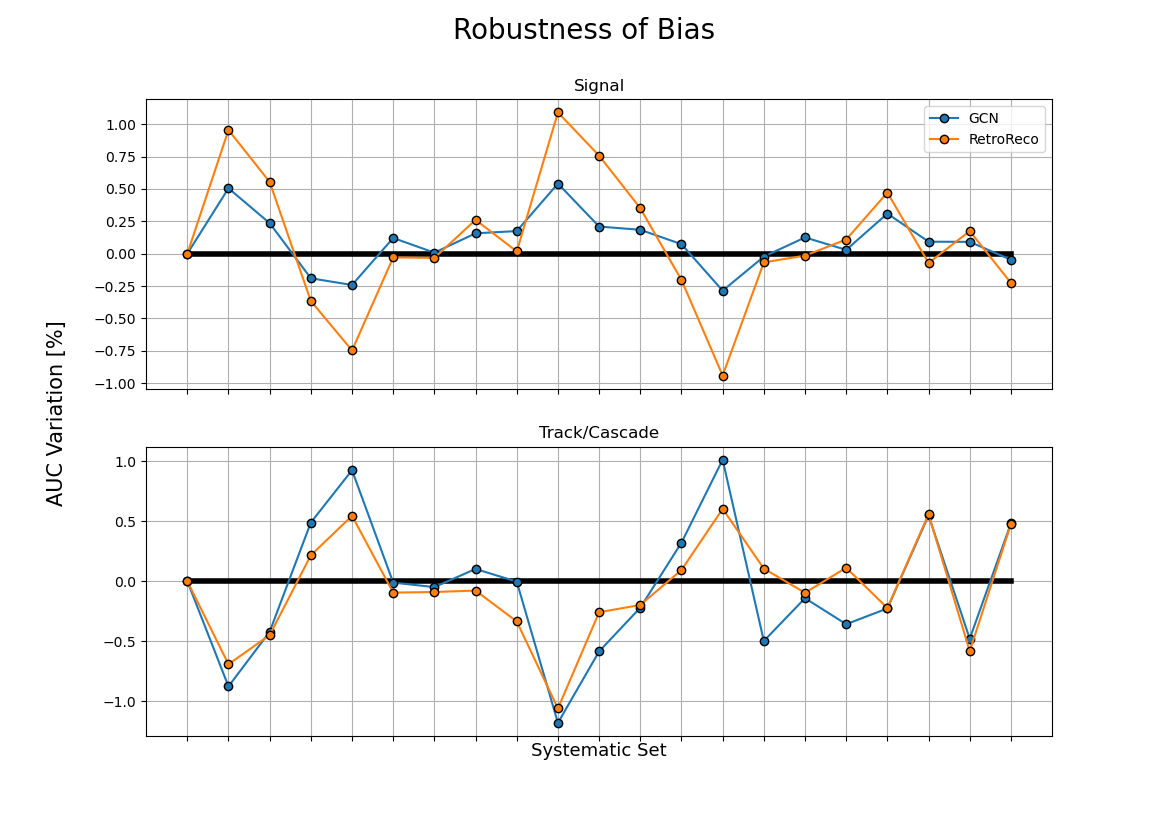 Robustness of Bias
Signal
GCN
RetroReco
1.00
0.75
0.50
0.25
0.00
−0.25
−0.50
−0.75
−1.00
AUC Variation [%]
Track/Cascade
1.0
0.5
0.0
−0.5
−1.0
Systematic Set